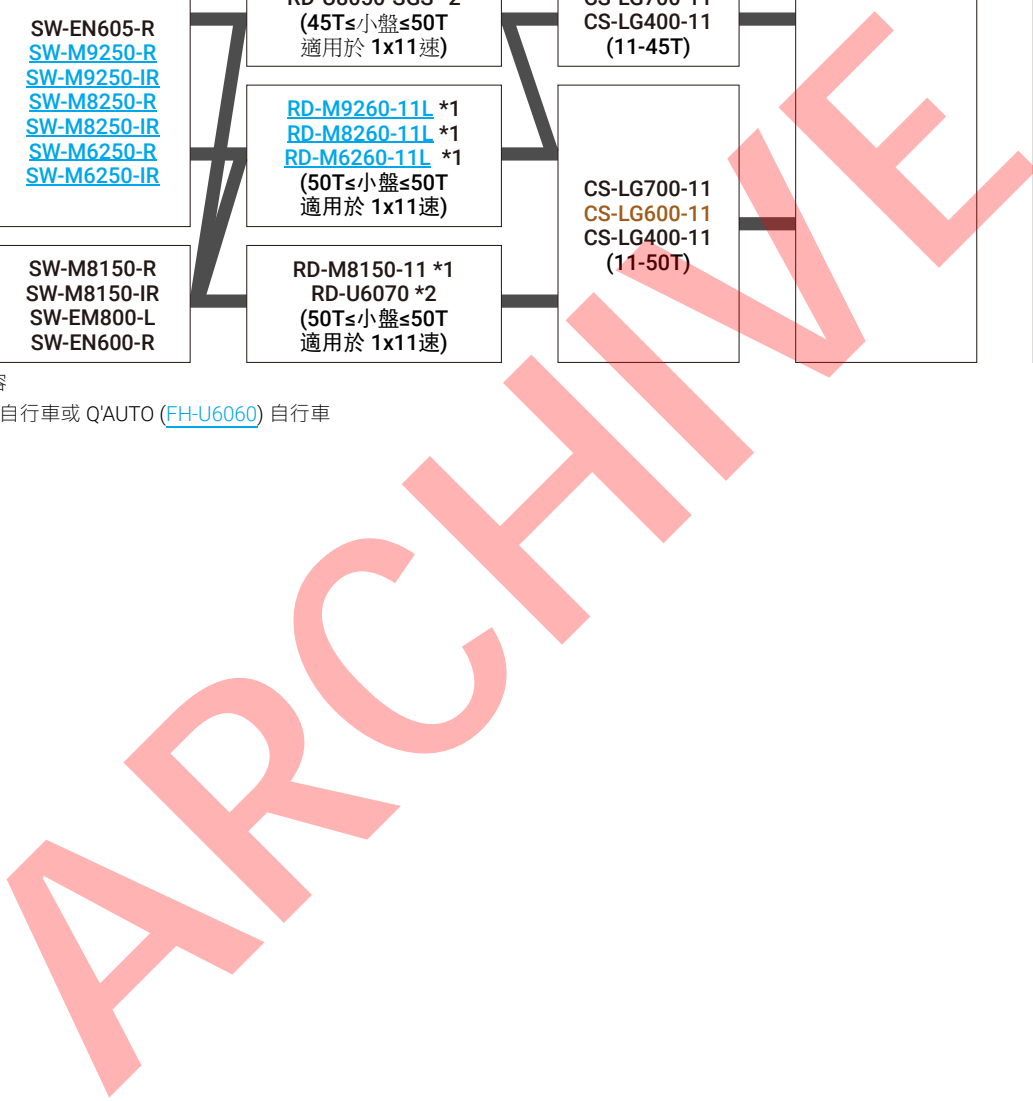 SW-EN605-R
SW-M9250-R
SW-M9250-IR
SW-M8250-R
SW-M8250-IR
SW-M6250-R
SW-M6250-IR
SW-M8150-R
SW-M8150-IR
SW-EM800-L
SW-EN600-R
(45T≤小盤≤50T
適用於 1x11速)
RD-M9260-11L *1
RD-M8260-11L *1
RD-M6260-11L *1
(50T≤小盤≤50T
適用於 1x11速)
RD-M8150-11 *1
RD-U6070 *2
(50T≤小盤≤50T
適用於 1x11速)
CS-LG700-11
CS-LG400-11
(11-45T)
CS-LG700-11
CS-LG600-11
CS-LG400-11
(11-50T)
自行車或 Q'AUTO (FH-U6060) 自行車
ARCHIVE